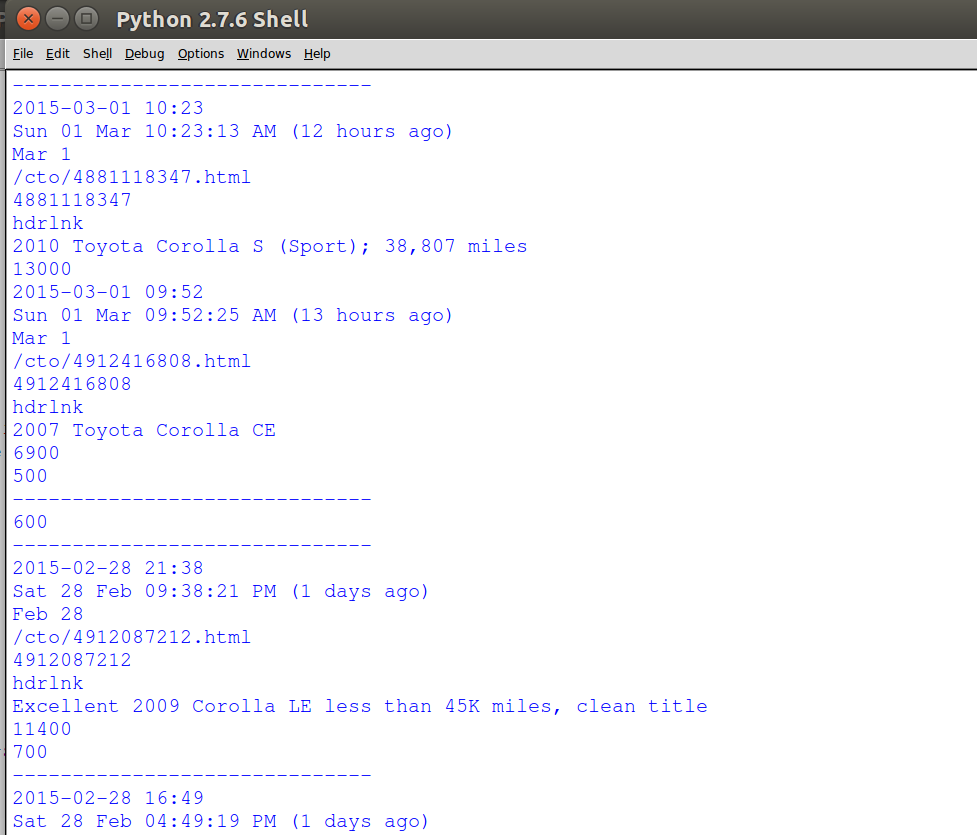 Python 2.7.6 Shell
File Edit Shell Debug Options Windows Help
------------------------------
2015-03-01 10:23
Sun 01 Mar 10:23:13 AM (12 hours ago)
Mar 1
/cto/4881118347.html
4881118347
hdrlnk
2010 Toyota Corolla S (Sport); 38,807 miles
13000
2015-03-01 09:52
Sun 01 Mar 09:52:25 AM (13 hours ago)
Mar 1
/cto/4912416808.html
4912416808
hdrlnk
2007 Toyota Corolla CE
6900
500
------------------------------
600
------------------------------
2015-02-28 21:38
Sat 28 Feb 09:38:21 PM (1 days ago)
Feb 28
/cto/4912087212.html
4912087212
hdrlnk
Excellent 2009 Corolla LE less than 45K miles, clean title
11400
700
------------------------------
2015-02-28 16:49
Sat 28 Feb 04:49:19 PM (1 days ago)